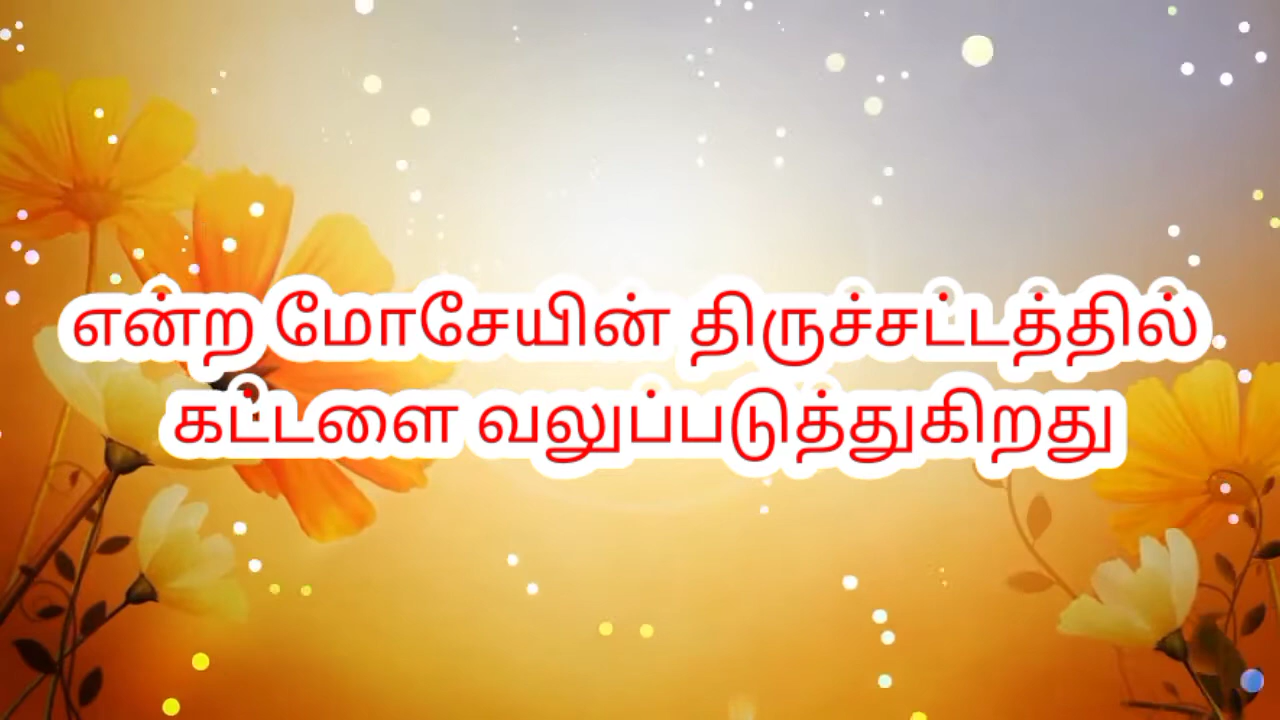 என்ற மோசேயின் திருச்சட்டத்தில்
கட்டளை வலுப்படுத்துகிறது